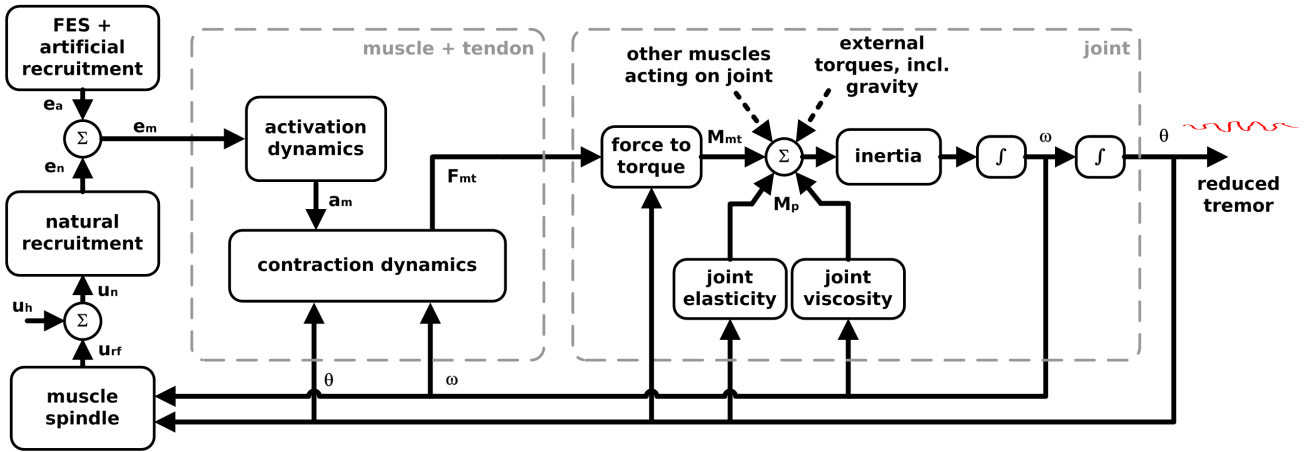 FES +
artificial
recruitment
eₐ
Σ
eₘ
eₙ
natural
recruitment
uₙ
uₕ
Σ
u_rf
muscle
spindle
muscle + tendon
activation
dynamics
aₘ
F_mt
contraction dynamics
θ
ω
joint
other muscles
acting on joint
external
torques, incl.
gravity
force to
torque
M_mt
Σ
M_p
inertia
∫
ω
∫
θ
reduced
tremor
joint
elasticity
joint
viscosity